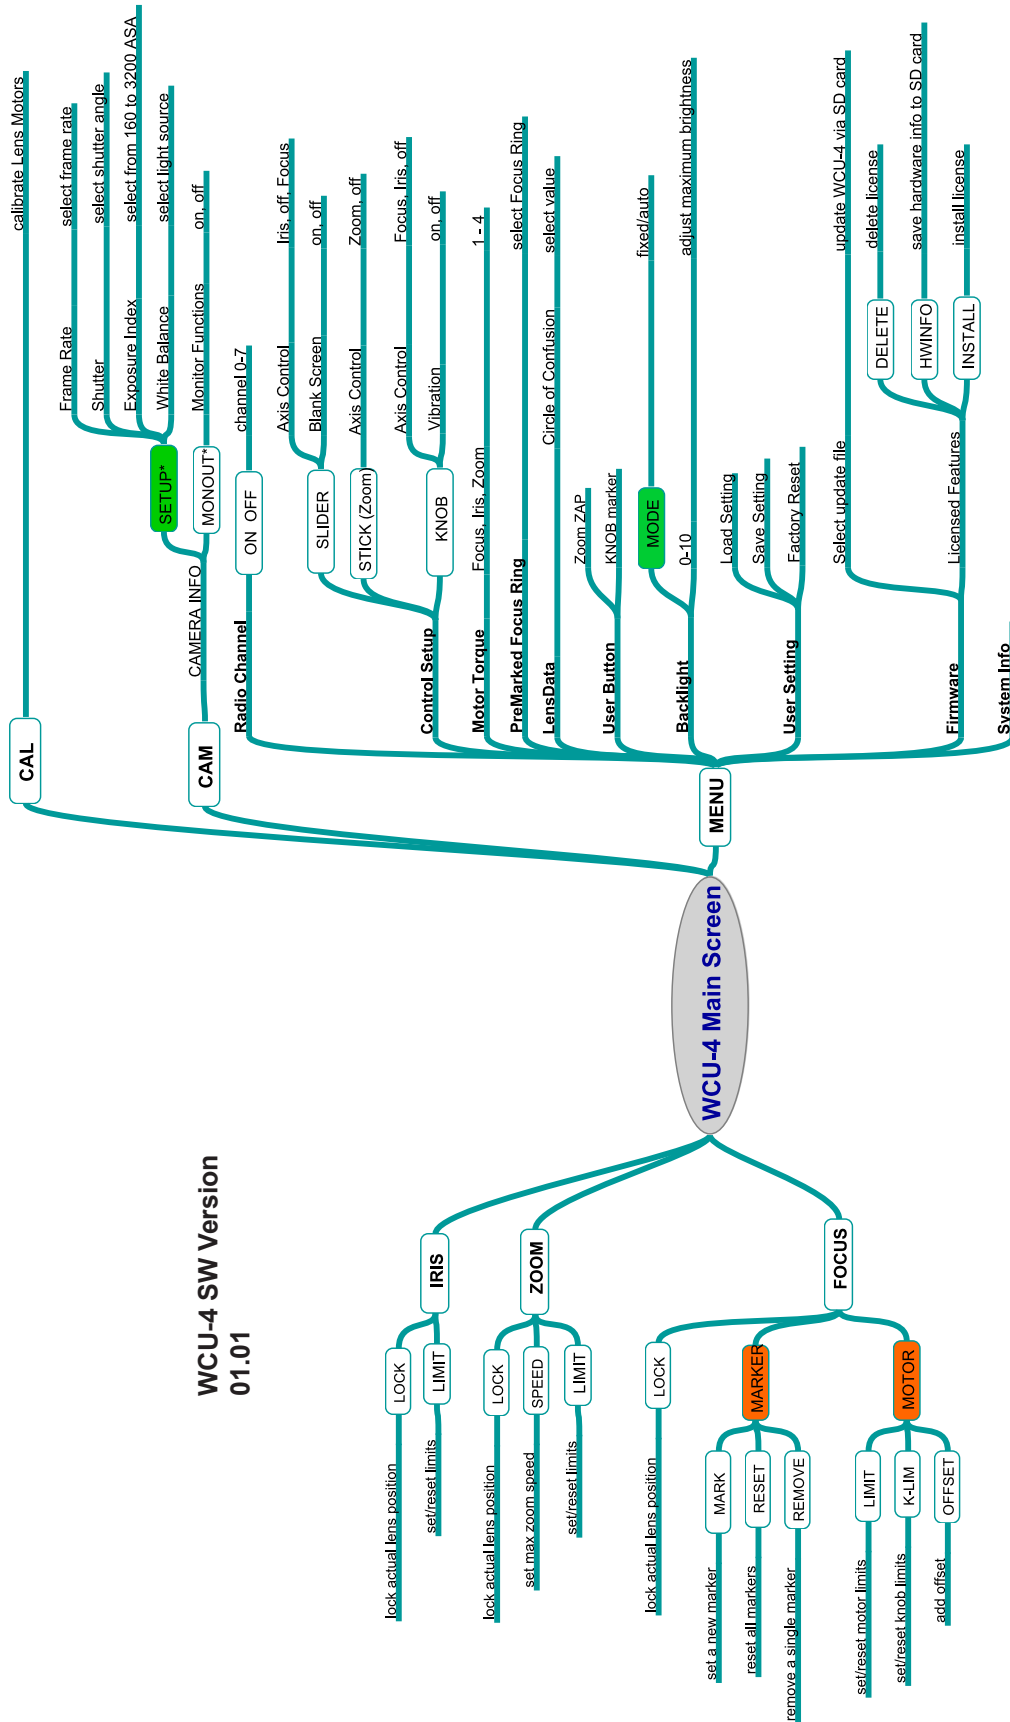 WCU-4 SW Version
01.01
WCU-4 Main Screen
IRIS
LOCK
lock actual lens position
LIMIT
set/reset limits
ZOOM
LOCK
lock actual lens position
SPEED
set max zoom speed
LIMIT
set/reset limits
FOCUS
LOCK
lock actual lens position
MARKER
MARK
set a new marker
RESET
reset all markers
REMOVE
remove a single marker
MOTOR
LIMIT
set/reset motor limits
K-LIM
set/reset knob limits
OFFSET
add offset
CAL
calibrate Lens Motors
CAM
CAMERA INFO
SETUP*
Frame Rate
select frame rate
Shutter
select shutter angle
Exposure Index
select from 160 to 3200 ASA
White Balance
select light source
MONOUT*
Monitor Functions
on, off
MENU
Radio Channel
ON OFF
channel 0-7
Control Setup
SLIDER
Axis Control
Iris, off, Focus
Blank Screen
on, off
STICK (Zoom)
Axis Control
Zoom, off
KNOB
Axis Control
Focus, Iris, off
Vibration
on, off
Motor Torque
Focus, Iris, Zoom
1 - 4
PreMarked Focus Ring
select Focus Ring
LensData
Circle of Confusion
select value
User Button
Zoom ZAP
KNOB marker
Backlight
MODE
fixed/auto
0-10
adjust maximum brightness
User Setting
Load Setting
Save Setting
Factory Reset
Firmware
Select update file
update WCU-4 via SD card
Licensed Features
DELETE
delete license
HWINFO
save hardware info to SD card
INSTALL
install license
System Info